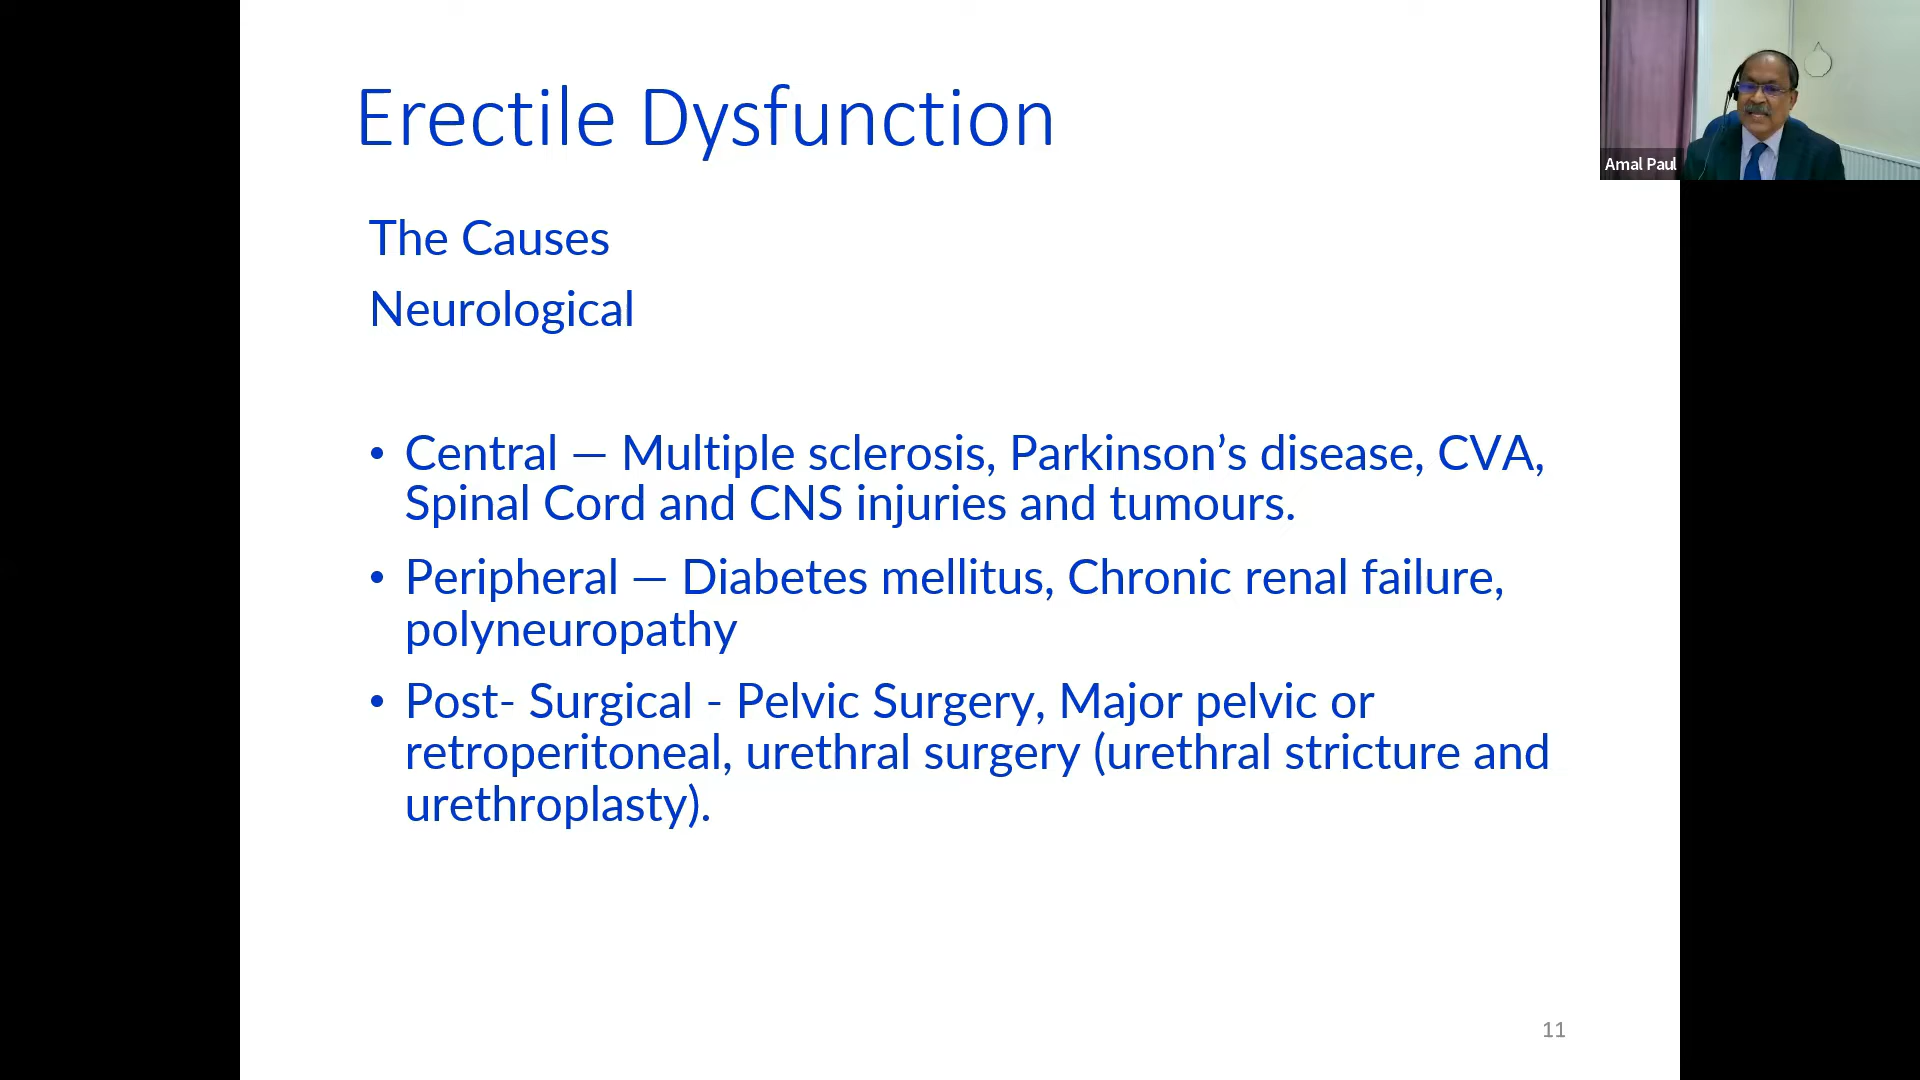 Erectile Dysfunction
Amal Paul
The Causes
Neurological
• Central — Multiple sclerosis, Parkinson’s disease, CVA,
Spinal Cord and CNS injuries and tumours.
• Peripheral — Diabetes mellitus, Chronic renal failure,
polyneuropathy
• Post- Surgical - Pelvic Surgery, Major pelvic or
retroperitoneal, urethral surgery (urethral stricture and
urethroplasty).
11